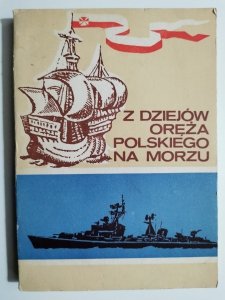 Z DZIEJÓW
ORĘŻA
POLSKIEGO
NA MORZU